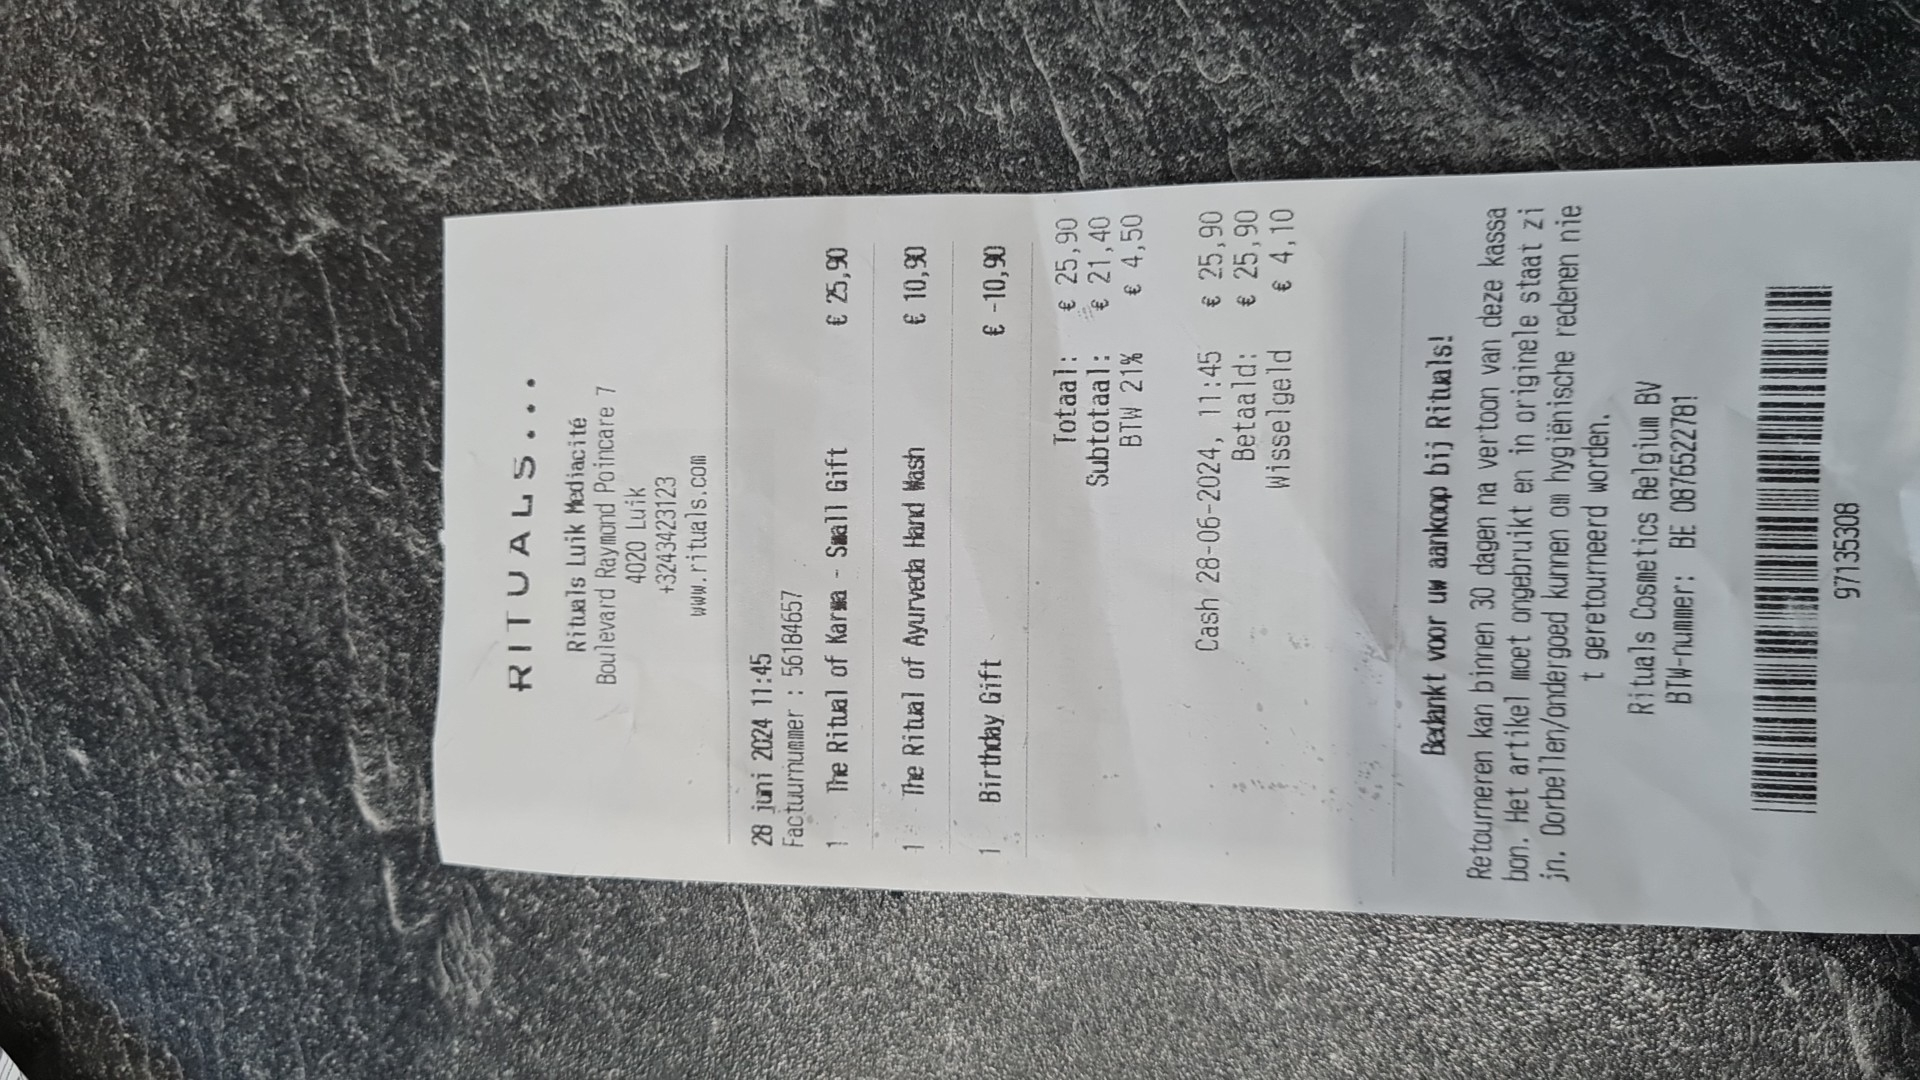 RITUALS...
Rituals Luik Mediacité
Boulevard Raymond Poincare 7
4020 Luik
+3243423123
www.rituals.com
28 juni 2024 11:45
Factuurnummer : 56184657
1 The Ritual of Karma - Small Gift € 25,90
1 The Ritual of Ayurveda Hand Wash € 10,90
1 Birthday Gift € -10,90
Totaal: € 25,90
Subtotaal: € 21,40
BTW 21% € 4,50
Cash 28-06-2024, 11:45 € 25,90
Betaald: € 25,90
Wisselgeld € 4,10
Bedankt voor uw aankoop bij Rituals!
Retourneren kan binnen 30 dagen na vertoon van deze kassa
bon. Het artikel moet ongebruikt en in originele staat zi
jn. Oorbellen/ondergoed kunnen om hygiënische redenen nie
t geretourneerd worden.
Rituals Cosmetics Belgium BV
BTW-nummer: BE 0876522781
97135308